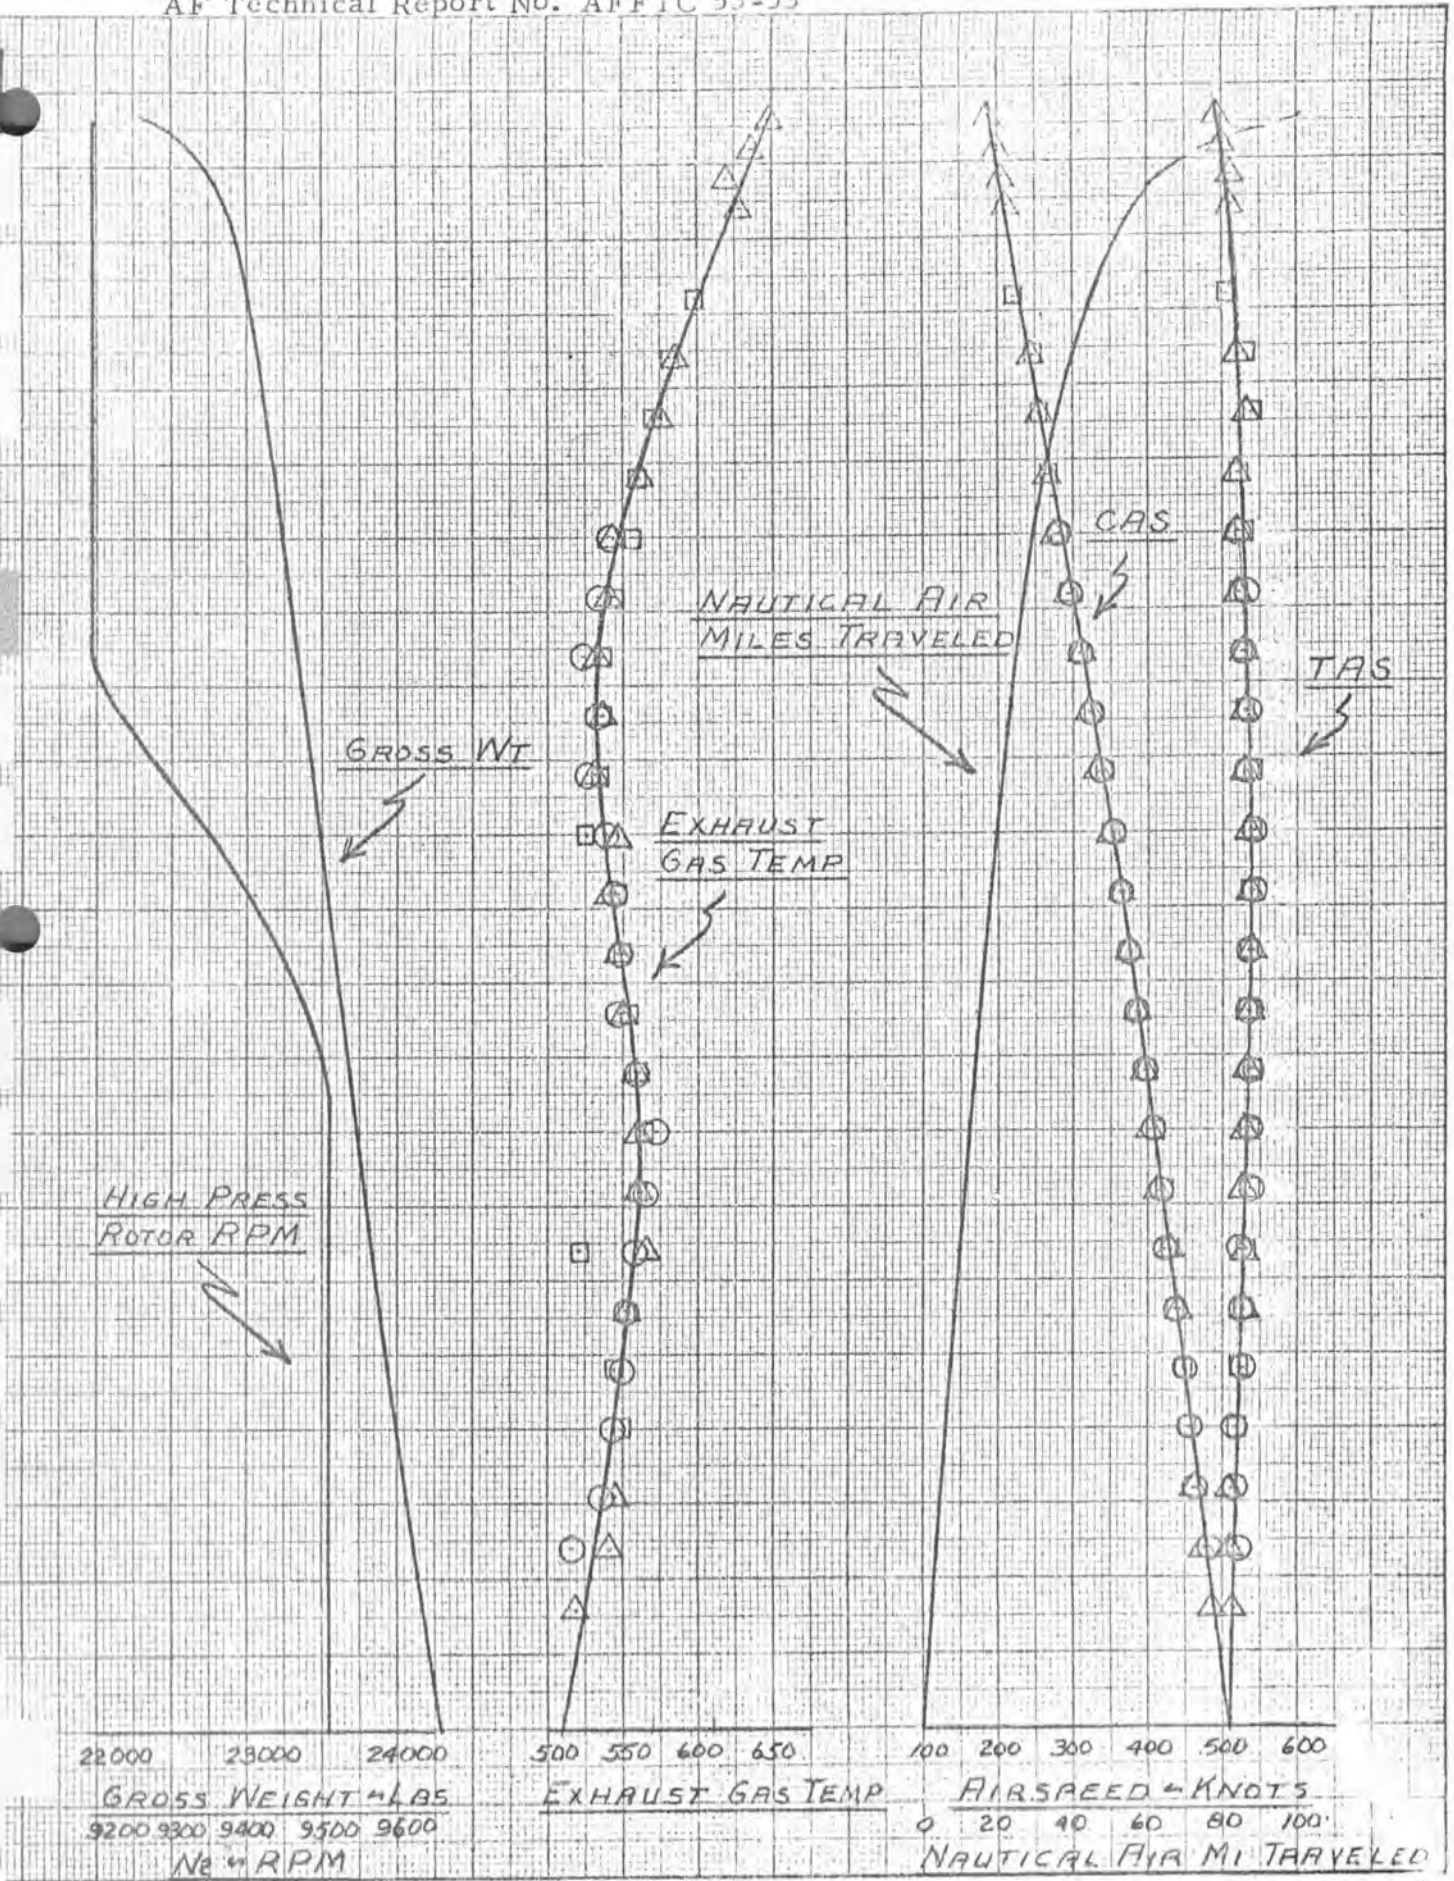 AF Technical Report No. AFFTC 53-33
CAS
NAUTICAL AIR
MILES TRAVELED
TAS
GROSS WT
EXHAUST
GAS TEMP
HIGH PRESS
ROTOR RPM
22000 23000 24000
500 550 600 650
100 200 300 400 500 600
GROSS WEIGHT ~ LBS
EXHAUST GAS TEMP
AIRSPEED ~ KNOTS
9200 9300 9400 9500 9600
0 20 40 60 80 100
N2 ~ RPM
NAUTICAL AIR MI TRAVELED